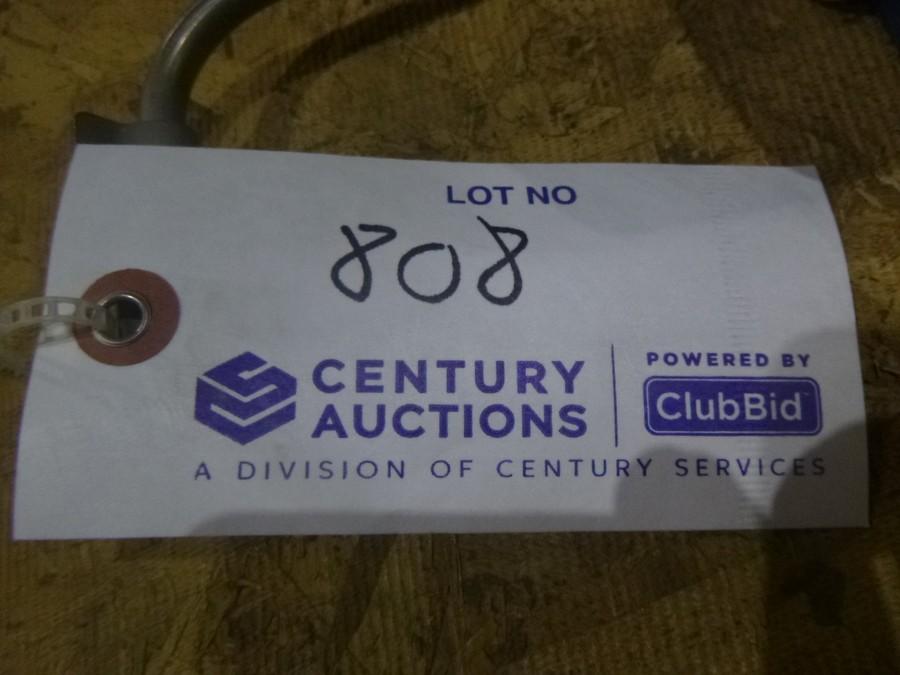 LOT NO
808
CENTURY
AUCTIONS
POWERED BY
ClubBid
A DIVISION OF CENTURY SERVICES